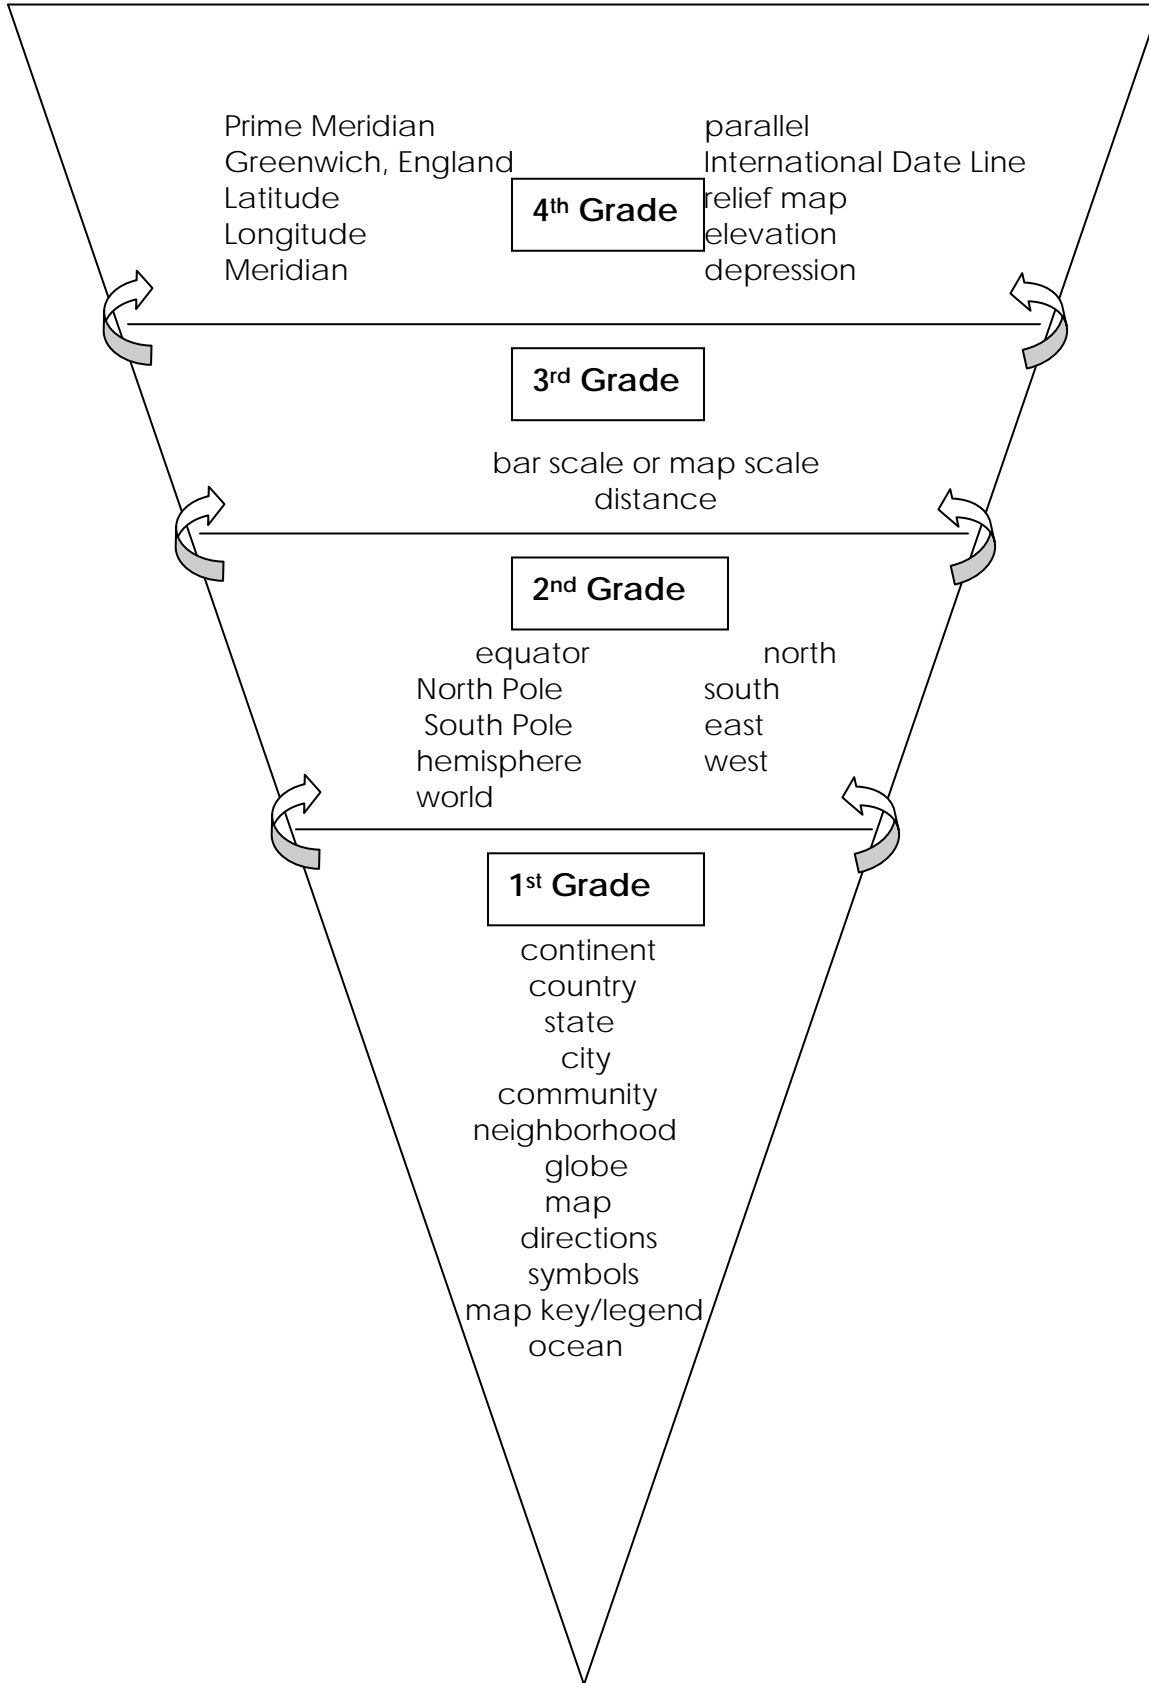 Prime Meridian parallel
Greenwich, England International Date Line
Latitude relief map
4th Grade
Longitude elevation
Meridian depression
3rd Grade
bar scale or map scale
distance
2nd Grade
equator north
North Pole south
South Pole east
hemisphere west
world
1st Grade
continent
country
state
city
community
neighborhood
globe
map
directions
symbols
map key/legend
ocean